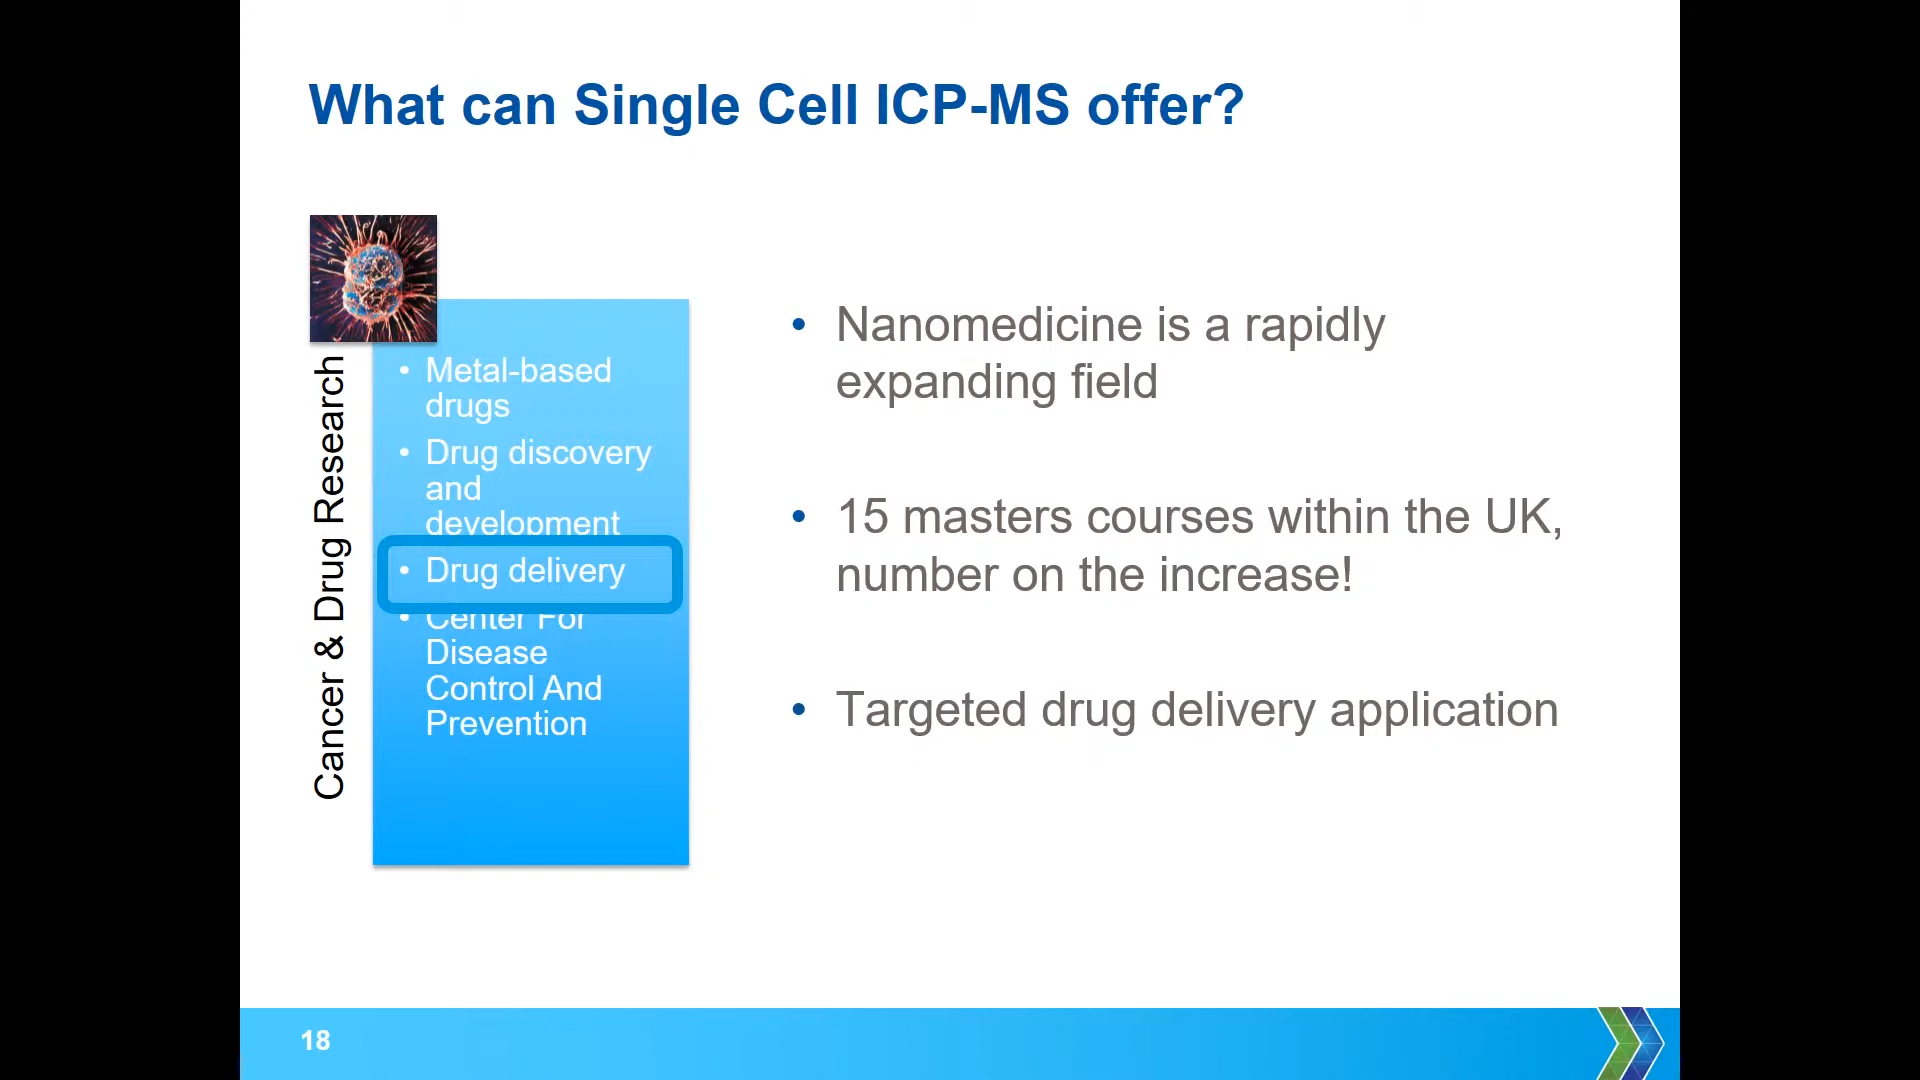 What can Single Cell ICP-MS offer?
Cancer & Drug Research
• Metal-based
drugs
• Drug discovery
and
development
• Drug delivery
• Center For
Disease
Control And
Prevention
• Nanomedicine is a rapidly
expanding field
• 15 masters courses within the UK,
number on the increase!
• Targeted drug delivery application
18